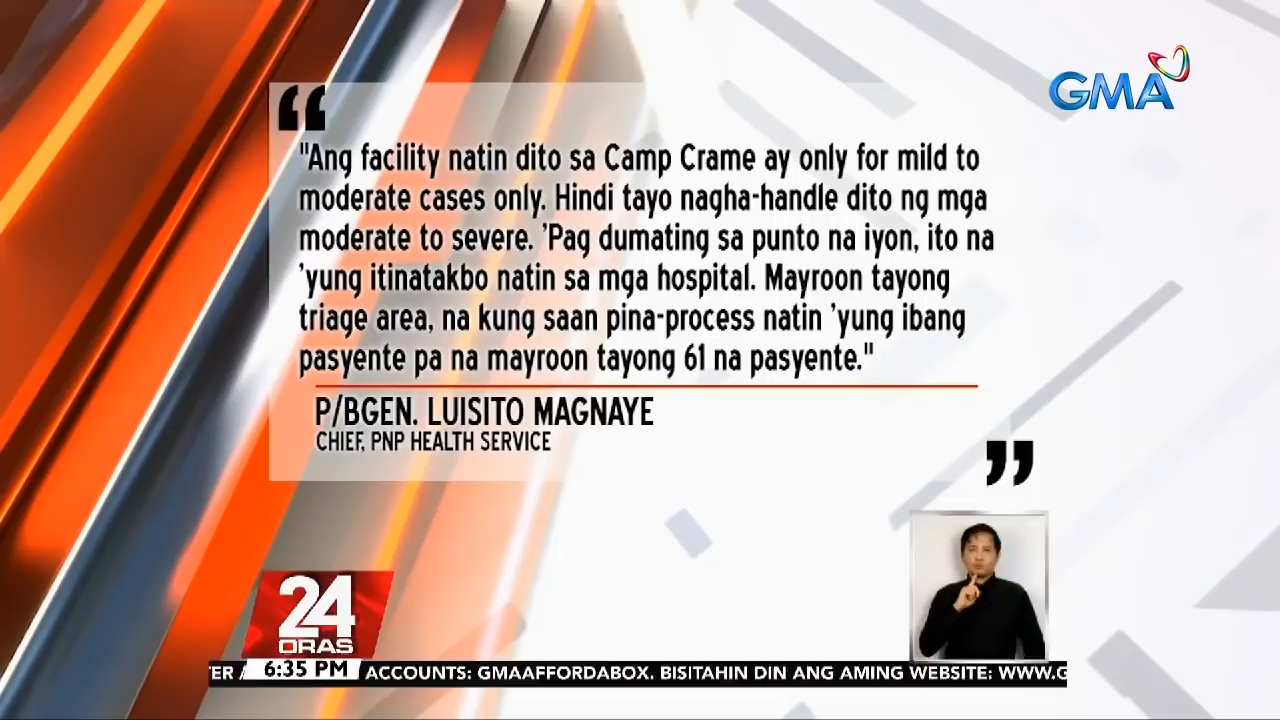 GMA
"Ang facility natin dito sa Camp Crame ay only for mild to
moderate cases only. Hindi tayo nagha-handle dito ng mga
moderate to severe. 'Pag dumating sa punto na iyon, ito na
'yung itinatakbo natin sa mga hospital. Mayroon tayong
triage area, na kung saan pina-process natin 'yung ibang
pasyente pa na mayroon tayong 61 na pasyente."
P/BGEN. LUISITO MAGNAYE
CHIEF, PNP HEALTH SERVICE
24
ORAS
6:35 PM ACCOUNTS: GMAAFFORDABOX. BISITAHIN DIN ANG AMING WEBSITE: WWW.G